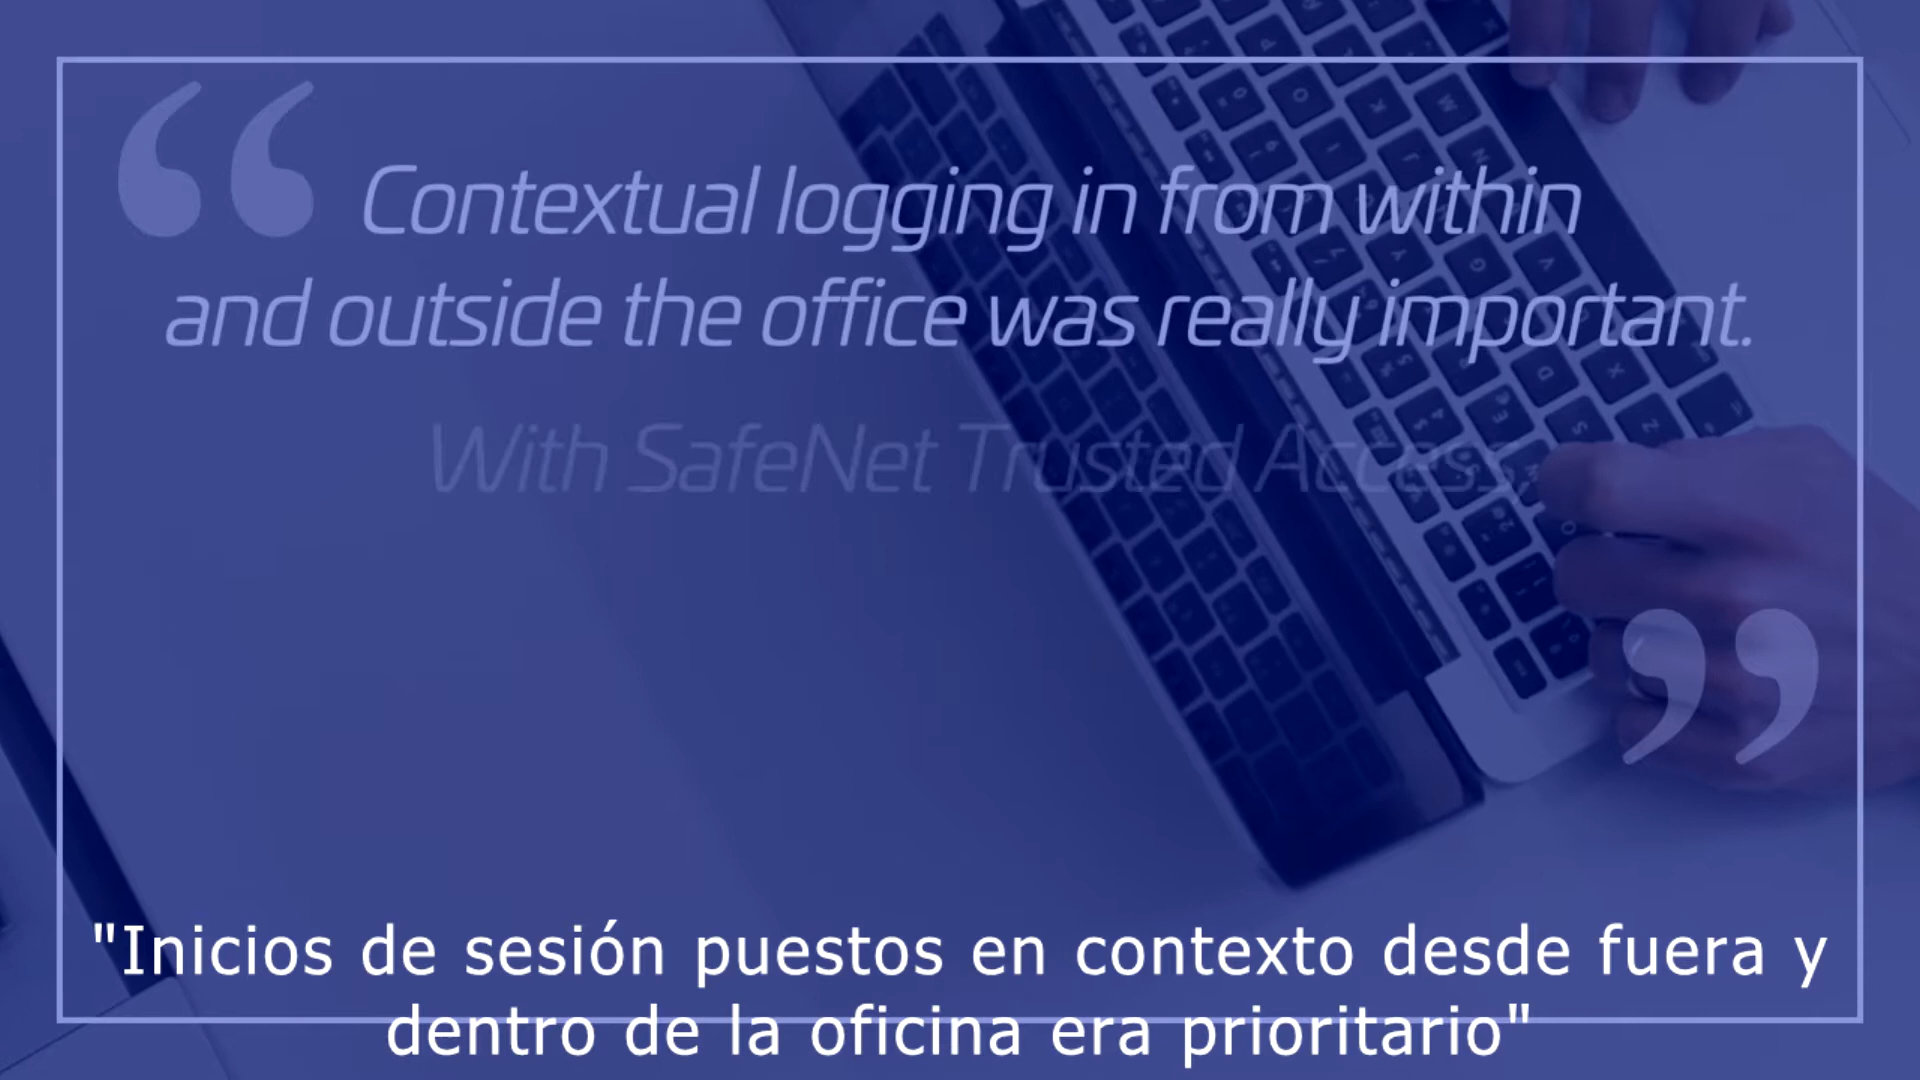 “ Contextual logging in from within
and outside the office was really important.
With SafeNet Trusted Access, ”
"Inicios de sesión puestos en contexto desde fuera y
dentro de la oficina era prioritario"